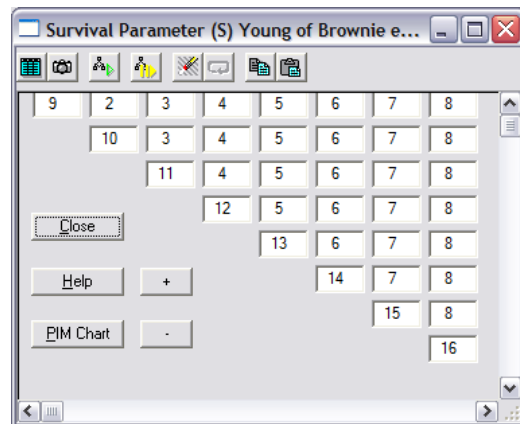 Survival Parameter (S) Young of Brownie e...
9 2 3 4 5 6 7 8
10 3 4 5 6 7 8
11 4 5 6 7 8
12 5 6 7 8
Close
13 6 7 8
Help + 14 7 8
15 8
PIM Chart -
16